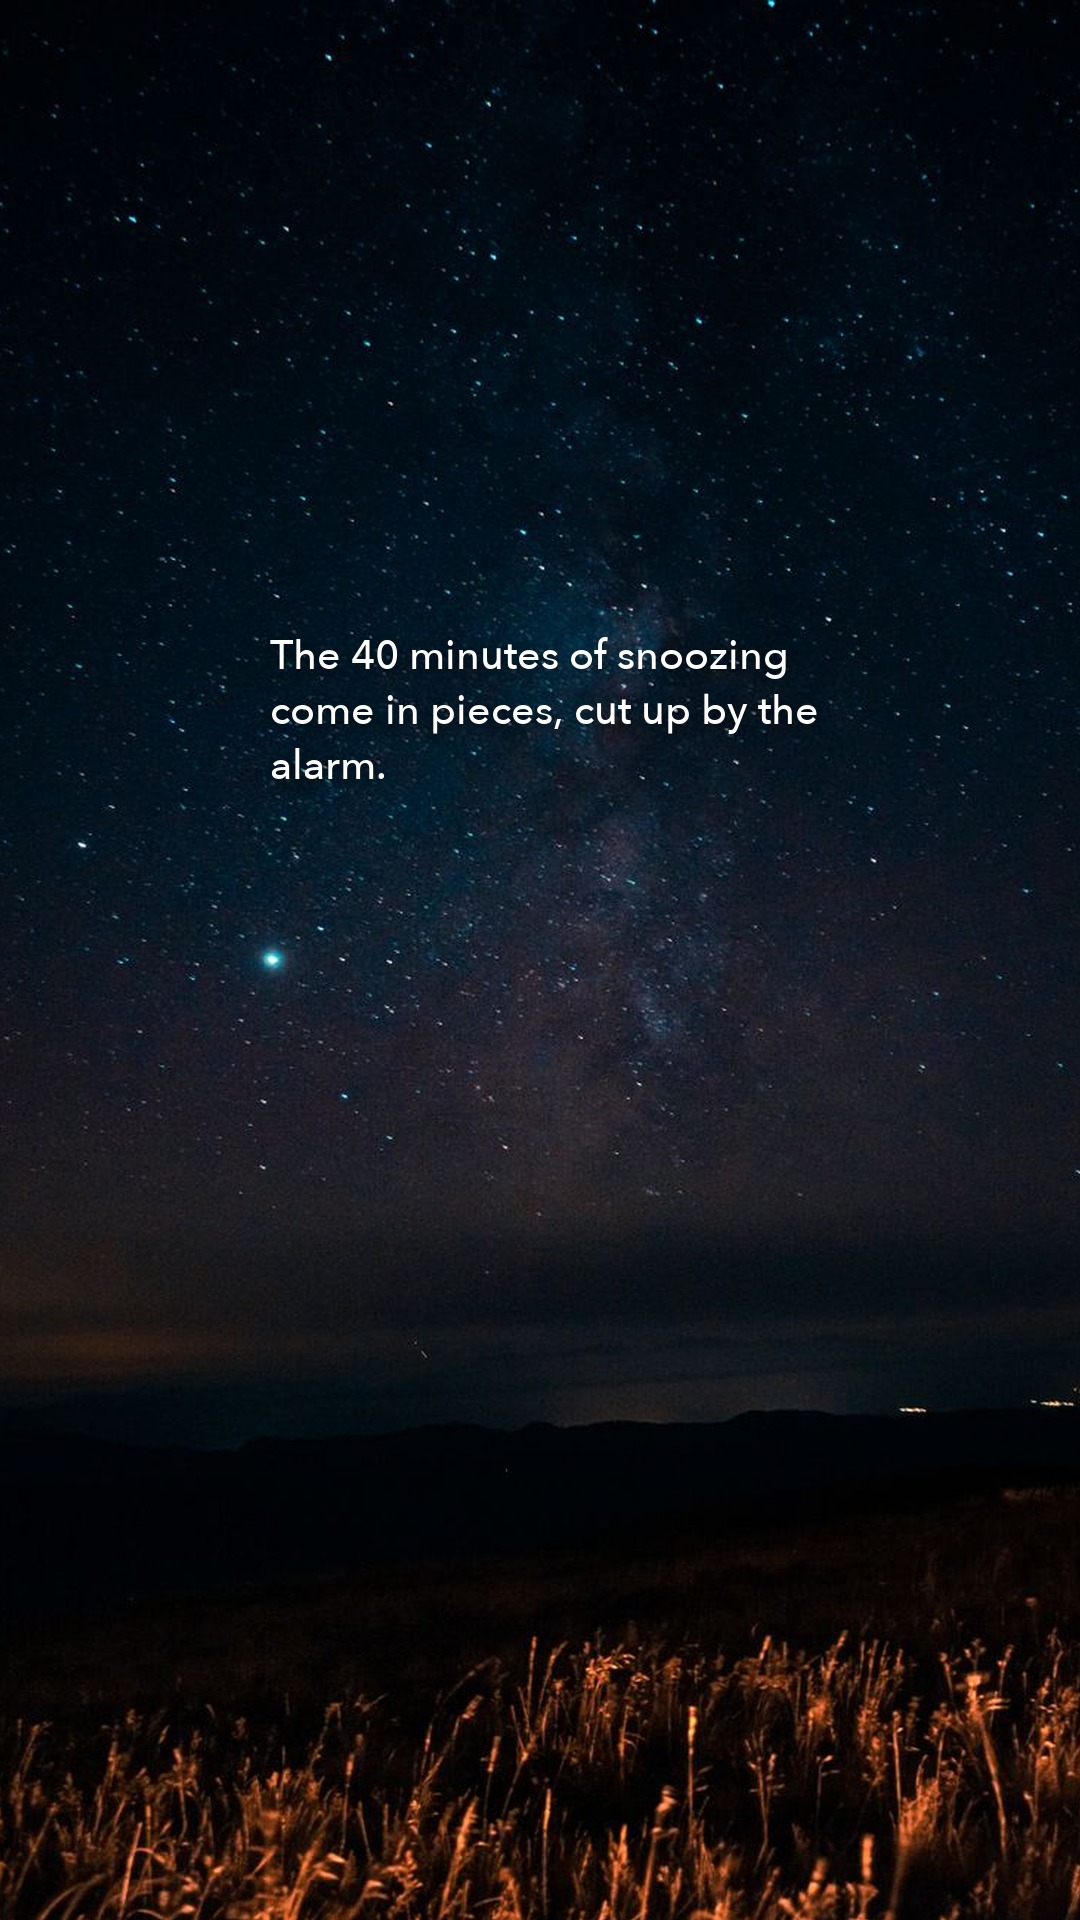 The 40 minutes of snoozing
come in pieces, cut up by the
alarm.